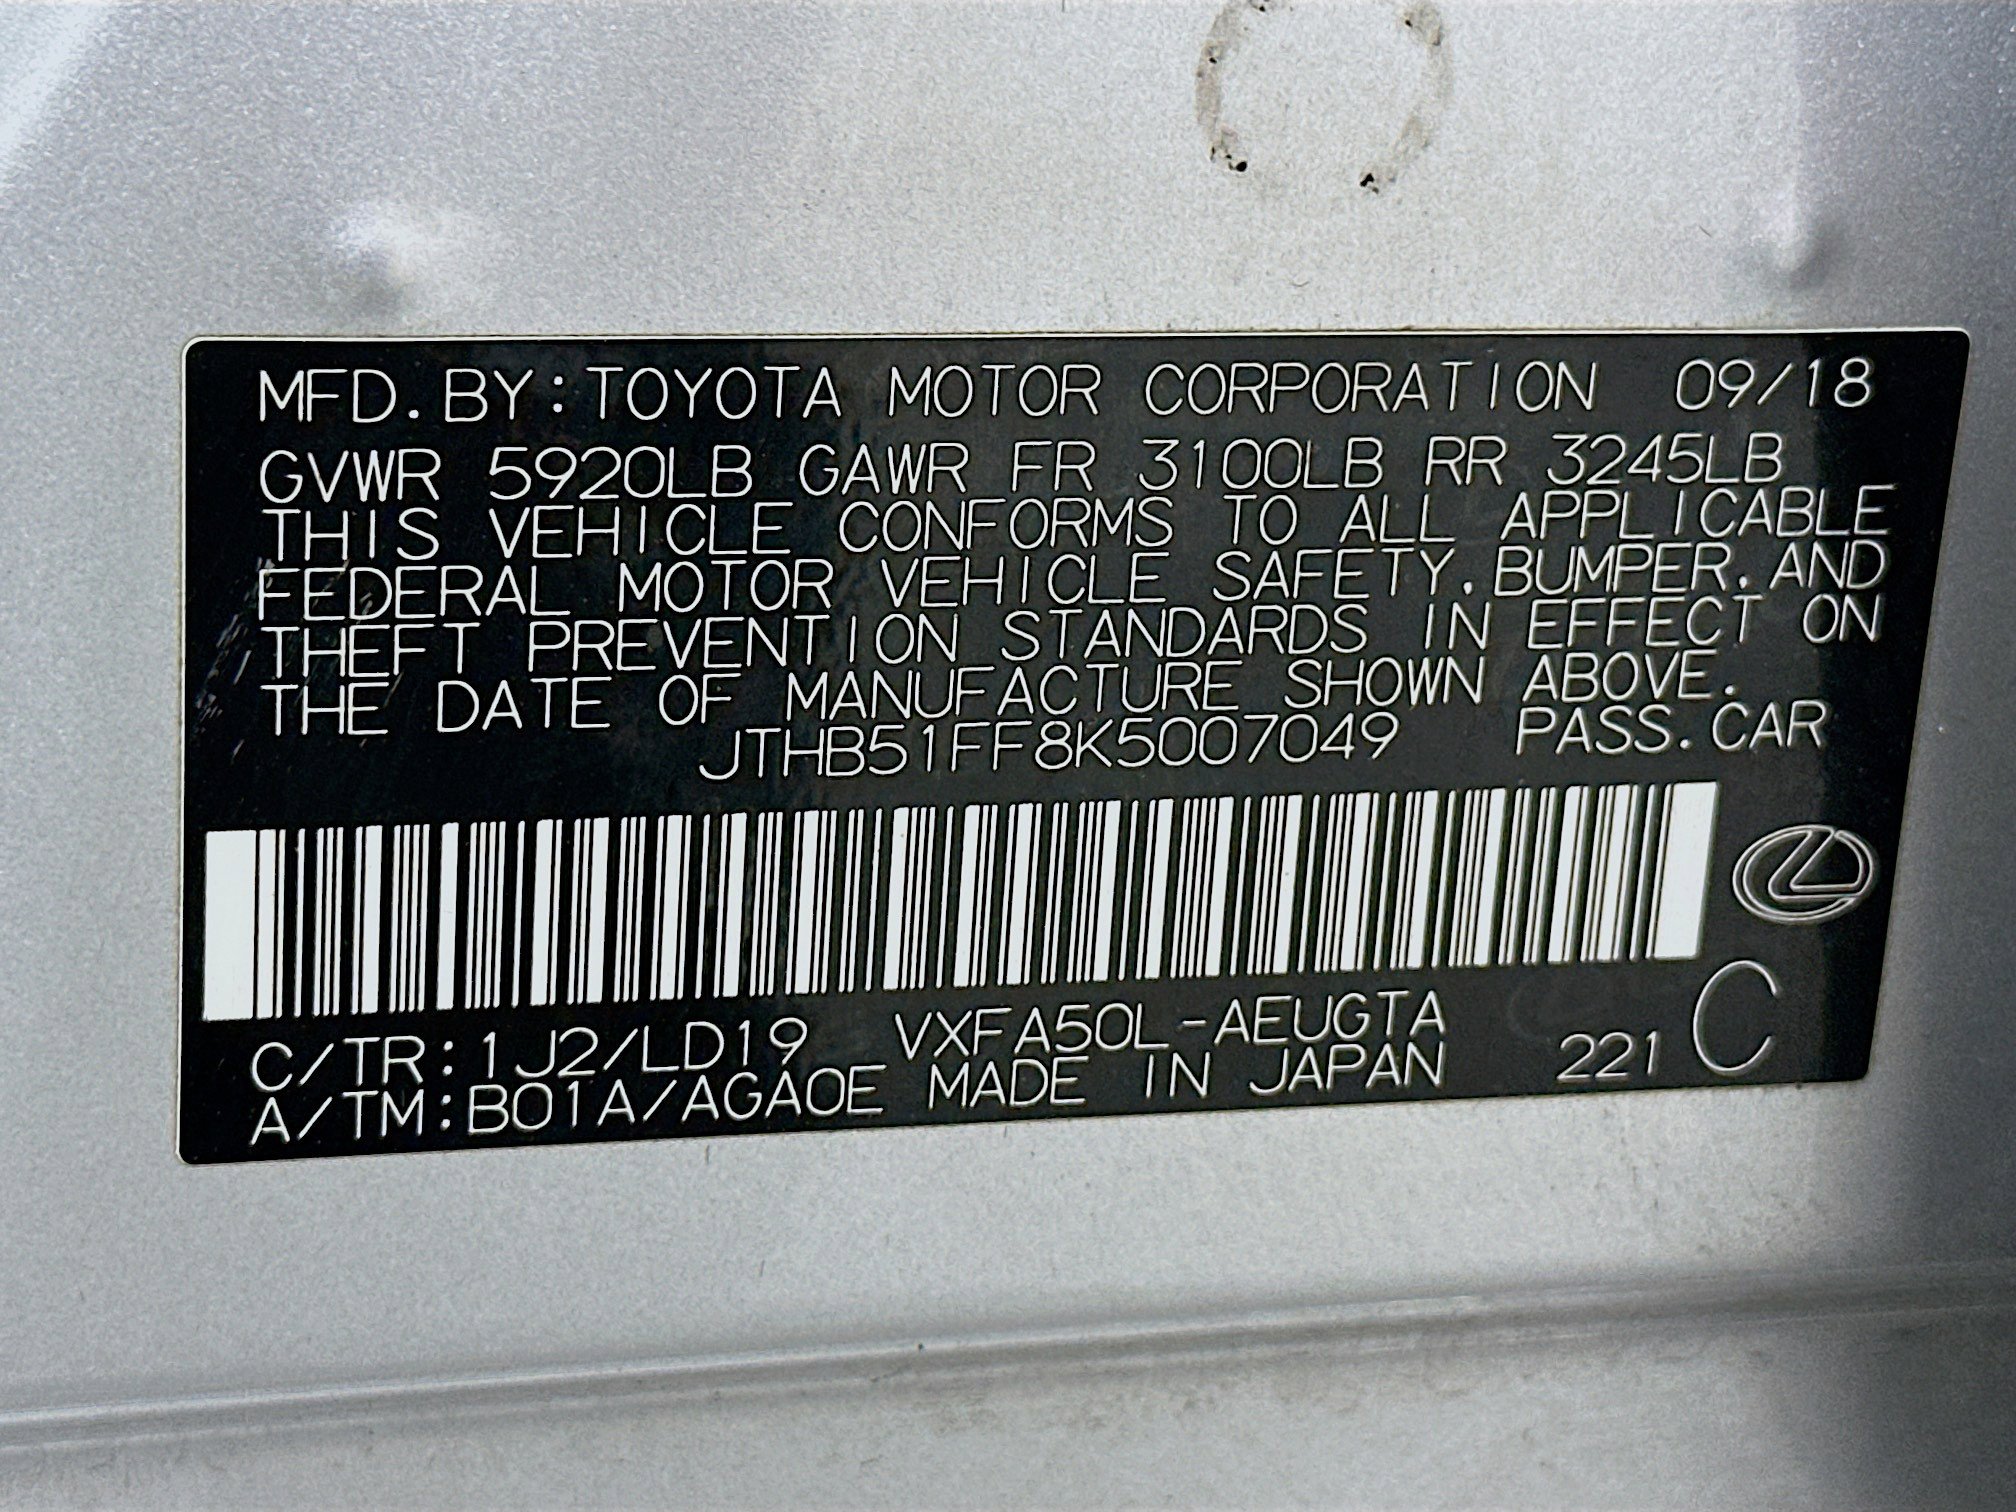 MFD. BY: TOYOTA MOTOR CORPORATION 09/18
GVWR 5920LB GAWR FR 3100LB RR 3245LB
THIS VEHICLE CONFORMS TO ALL APPLICABLE
FEDERAL MOTOR VEHICLE SAFETY, BUMPER, AND
THEFT PREVENTION STANDARDS IN EFFECT ON
THE DATE OF MANUFACTURE SHOWN ABOVE.
JTHB51FF8K5007049 PASS. CAR
C/TR: 1J2/LD19 VXFA50L-AEUGTA
A/TM: B01A/AGA0E MADE IN JAPAN 221 C